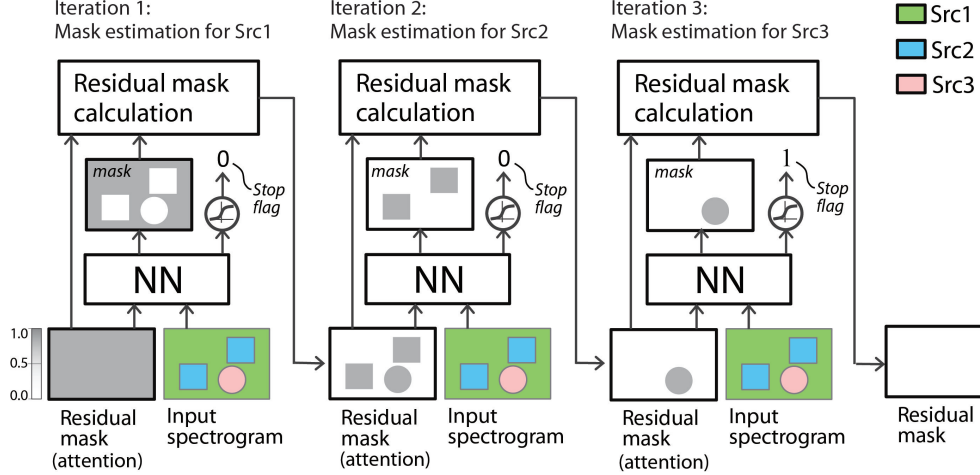 Iteration 1:
Mask estimation for Src1
Iteration 2:
Mask estimation for Src2
Iteration 3:
Mask estimation for Src3
Src1
Src2
Src3
Residual mask
calculation
Residual mask
calculation
Residual mask
calculation
mask
0
Stop
flag
mask
0
Stop
flag
mask
1
Stop
flag
NN
NN
NN
1.0
0.5
0.0
Residual
mask
(attention)
Input
spectrogram
Residual
mask
(attention)
Input
spectrogram
Residual
mask
(attention)
Input
spectrogram
Residual
mask